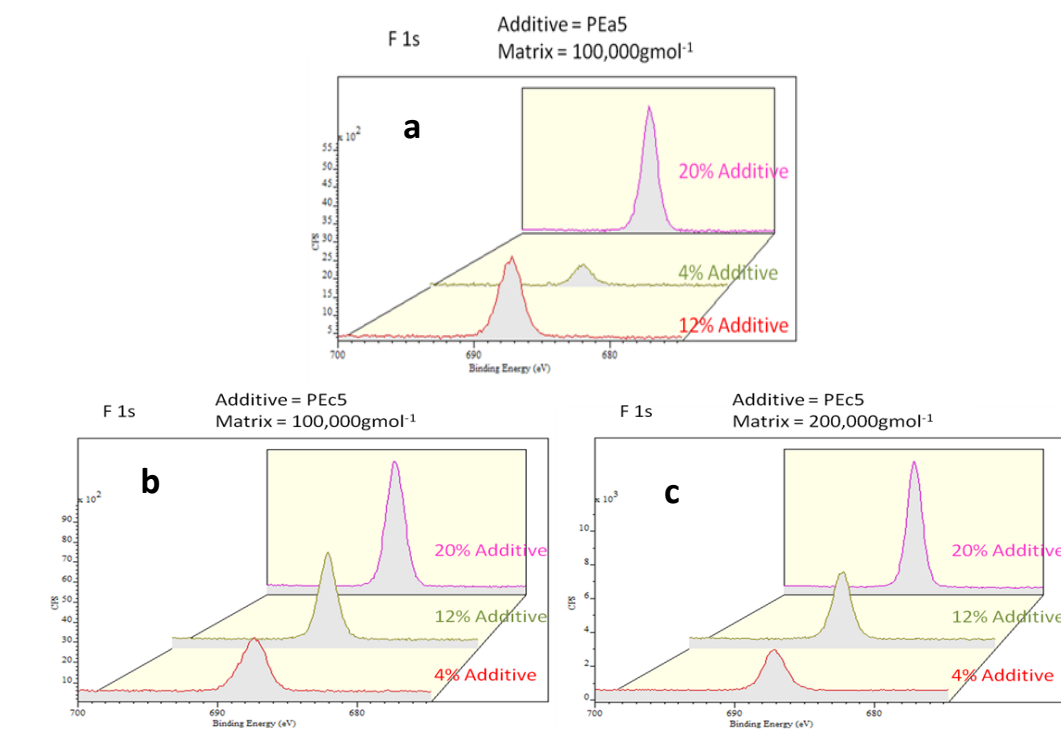 F 1s
Additive = PEa5
Matrix = 100,000gmol-1
a
x 10²
55
50
45
40
35
30
25
20
15
10
5
CPS
20% Additive
4% Additive
12% Additive
700
690
680
Binding Energy (eV)
F 1s
Additive = PEc5
Matrix = 100,000gmol-1
b
x 10²
90
80
70
60
50
40
30
20
10
CPS
20% Additive
12% Additive
4% Additive
700
690
680
Binding Energy (eV)
F 1s
Additive = PEc5
Matrix = 200,000gmol-1
c
x 10³
10
8
6
4
2
0
CPS
20% Additive
12% Additive
4% Additive
700
690
680
Binding Energy (eV)